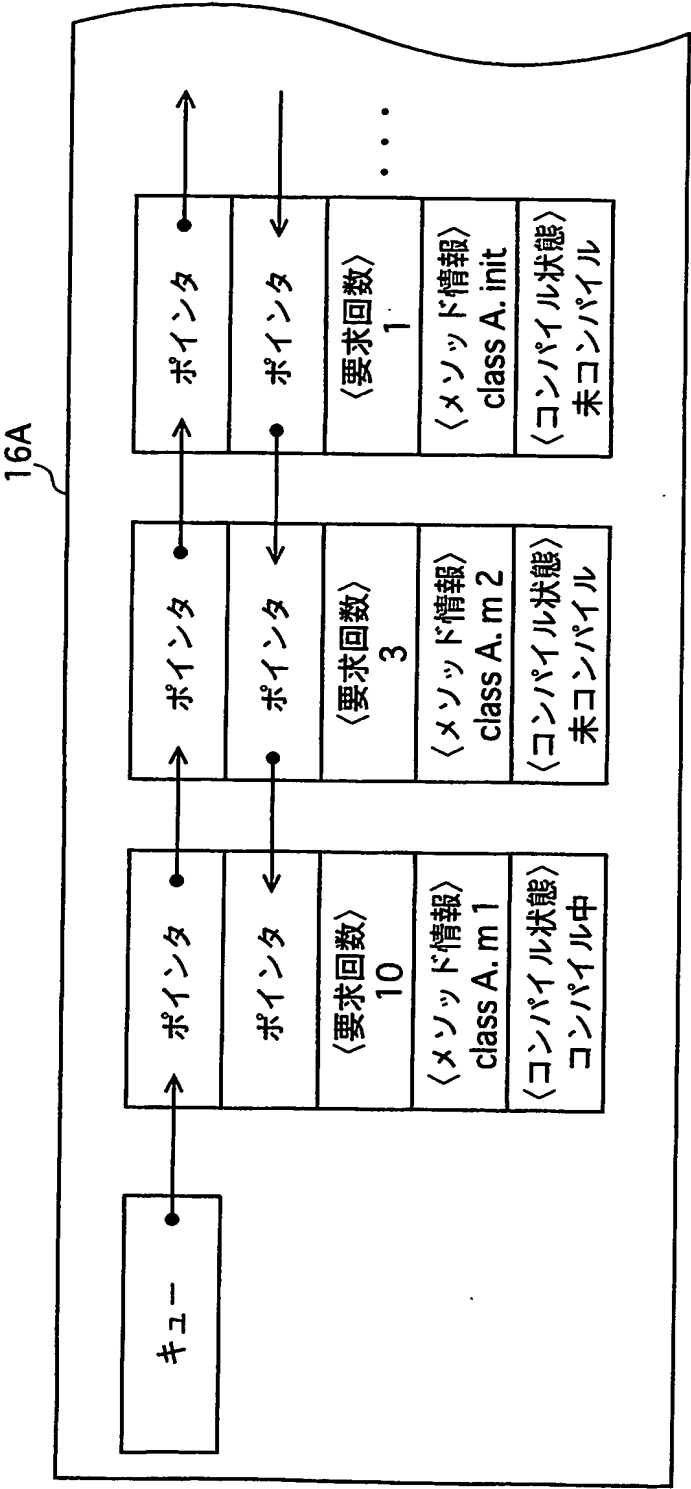 16A
キュー
ポインタ
ポインタ
〈要求回数〉
10
〈メソッド情報〉
class A. m 1
〈コンパイル状態〉
コンパイル中
ポインタ
ポインタ
〈要求回数〉
3
〈メソッド情報〉
class A. m 2
〈コンパイル状態〉
未コンパイル
ポインタ
ポインタ
〈要求回数〉
1
〈メソッド情報〉
class A. init
〈コンパイル状態〉
未コンパイル
・・・